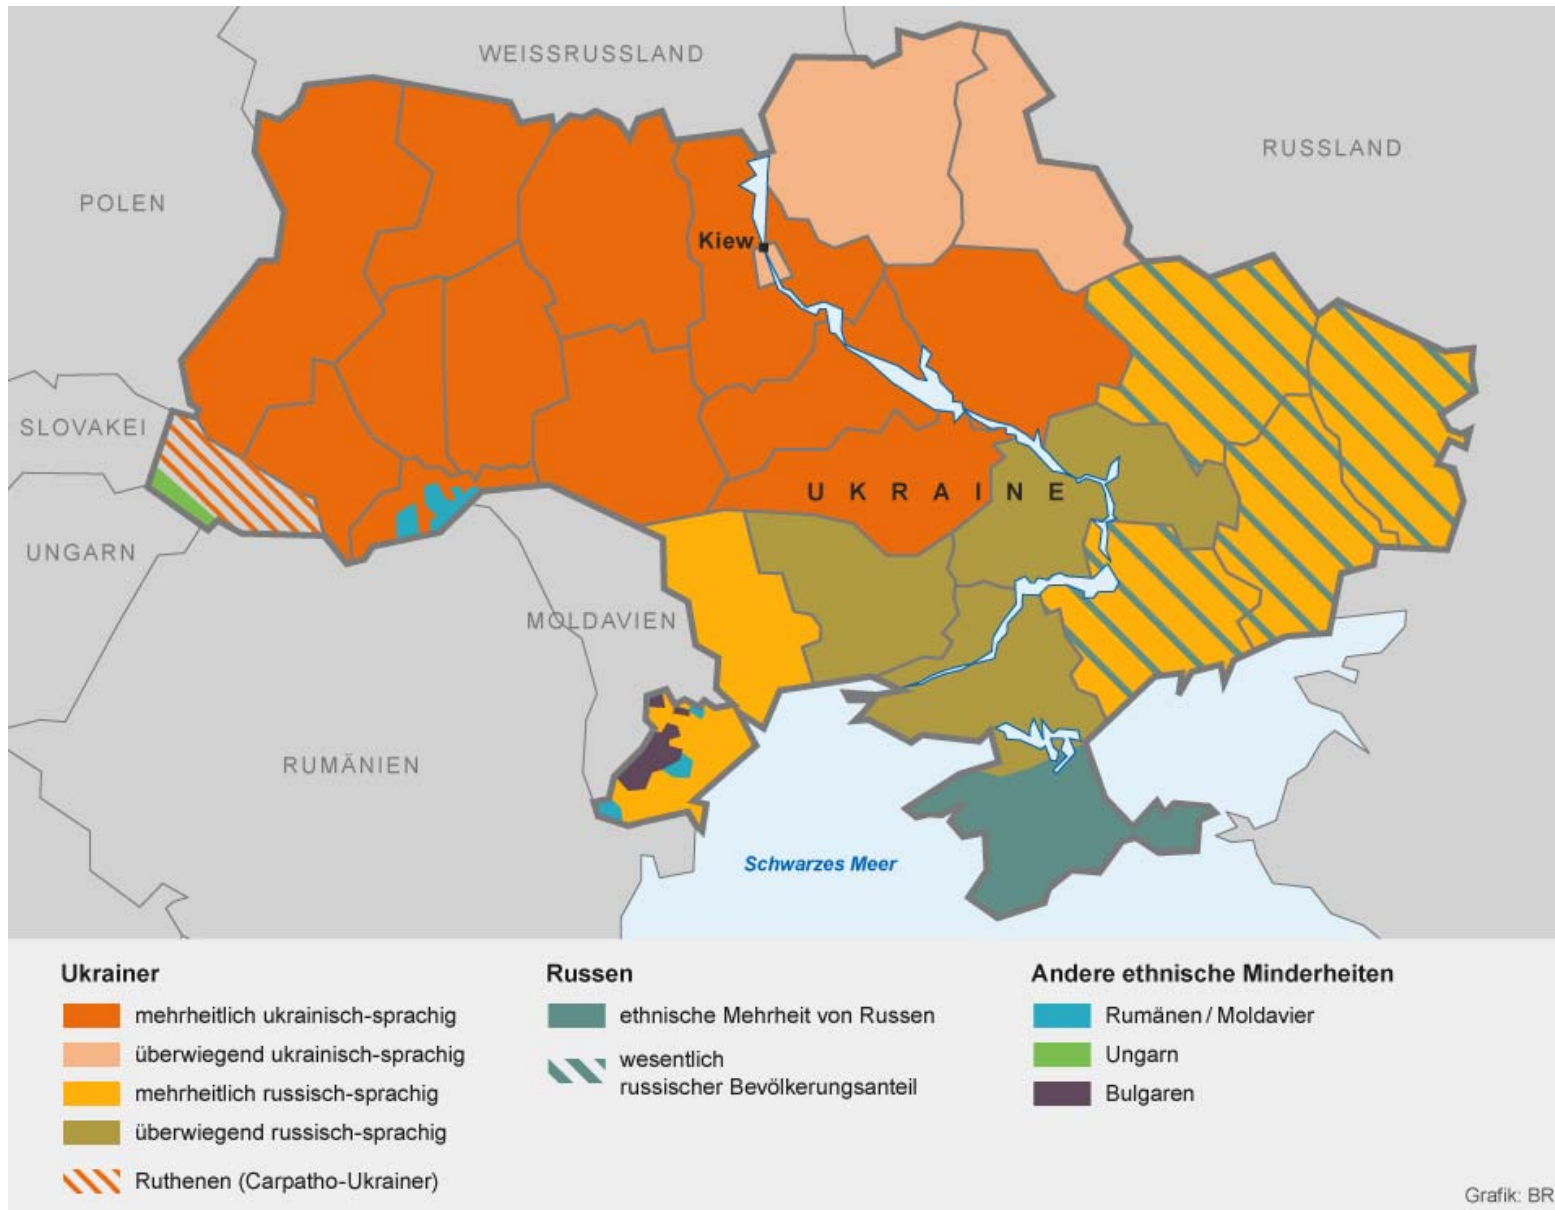 WEISSRUSSLAND
RUSSLAND
POLEN
Kiew
SLOVAKEI
UKRAINE
UNGARN
MOLDAVIEN
RUMÄNIEN
Schwarzes Meer
Ukrainer
mehrheitlich ukrainisch-sprachig
überwiegend ukrainisch-sprachig
mehrheitlich russisch-sprachig
überwiegend russisch-sprachig
Ruthenen (Carpatho-Ukrainer)
Russen
ethnische Mehrheit von Russen
wesentlich
russischer Bevölkerungsanteil
Andere ethnische Minderheiten
Rumänen / Moldavier
Ungarn
Bulgaren
Grafik: BR